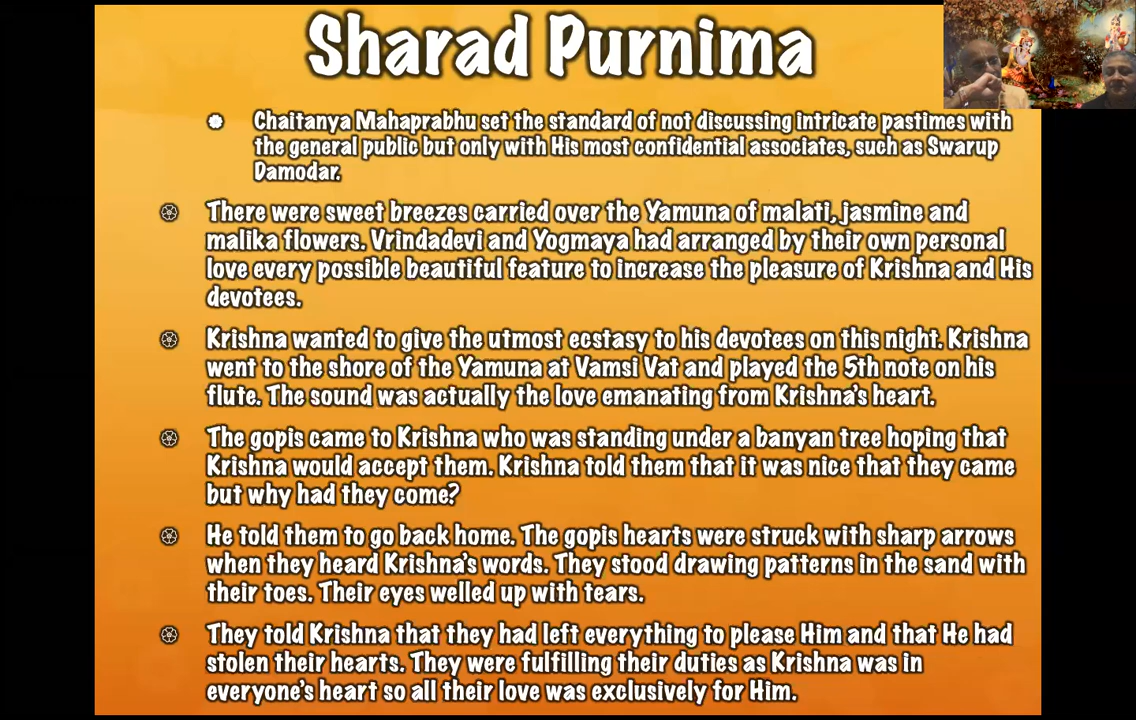 Sharad Purnima
Chaitanya Mahaprabhu set the standard of not discussing intricate pastimes with
the general public but only with His most confidential associates, such as Swarup
Damodar.
There were sweet breezes carried over the Yamuna of malati, jasmine and
malika flowers. Vrindadevi and Yogmaya had arranged by their own personal
love every possible beautiful feature to increase the pleasure of Krishna and His
devotees.
Krishna wanted to give the utmost ecstasy to his devotees on this night. Krishna
went to the shore of the Yamuna at Vamsi Vat and played the 5th note on his
flute. The sound was actually the love emanating from Krishna's heart.
The gopis came to Krishna who was standing under a banyan tree hoping that
Krishna would accept them. Krishna told them that it was nice that they came
but why had they come?
He told them to go back home. The gopis hearts were struck with sharp arrows
when they heard Krishna's words. They stood drawing patterns in the sand with
their toes. Their eyes welled up with tears.
They told Krishna that they had left everything to please Him and that He had
stolen their hearts. They were fulfilling their duties as Krishna was in
everyone's heart so all their love was exclusively for Him.